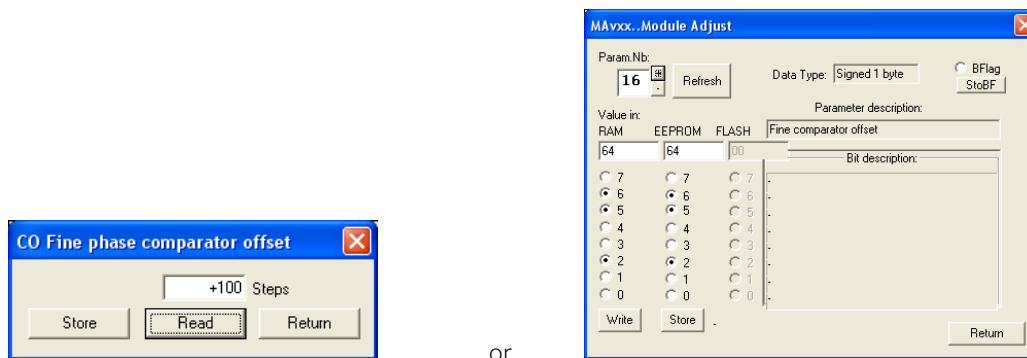 CO Fine phase comparator offset
+100 Steps
Store Read Return
or
MAvxx..Module Adjust
Param.Nb:
16 + - Refresh
Data Type: Signed 1 byte
BFlag
StoBF
Parameter description:
Fine comparator offset
Value in:
RAM EEPROM FLASH
64 64 00
Bit description:
7 7 7 -
6 6 6 -
5 5 5 -
4 4 4 -
3 3 3 -
2 2 2 -
1 1 1 -
0 0 0 -
Write Store -
Return